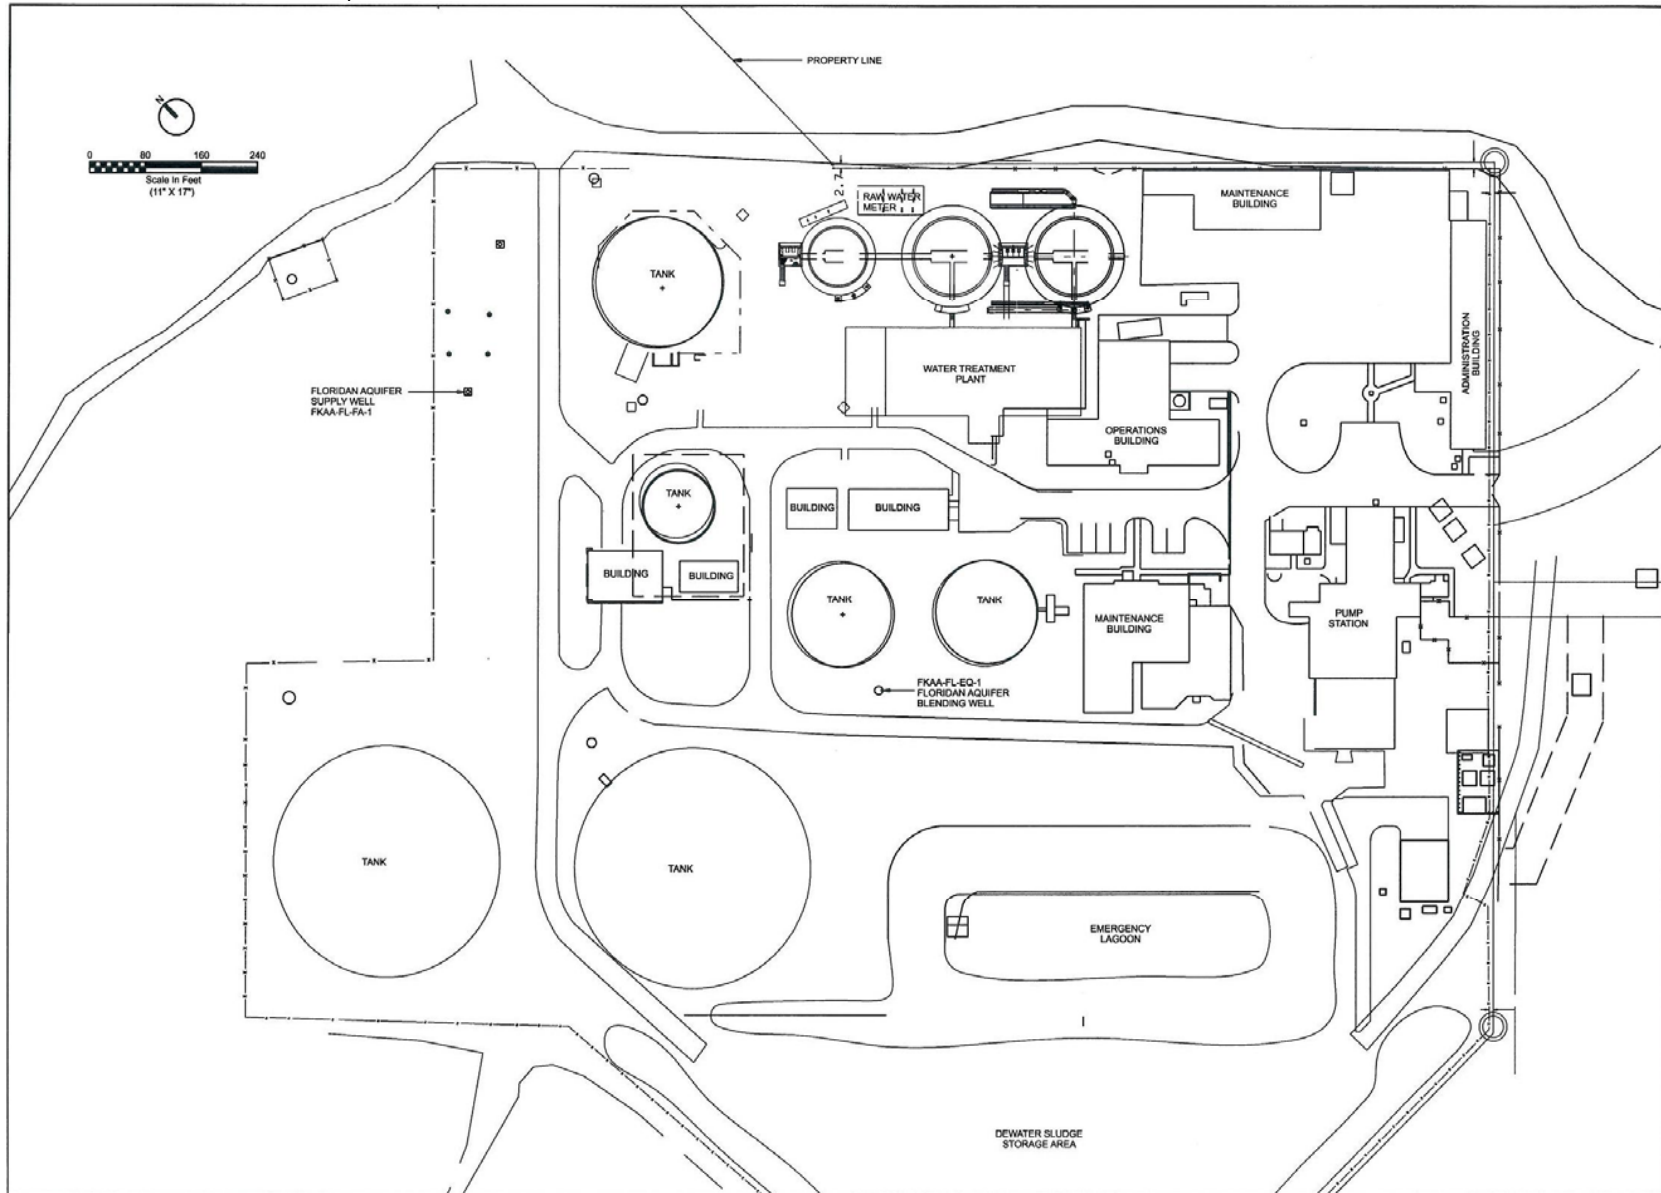 PROPERTY LINE
N
0 80 160 240
Scale In Feet
(11" X 17")
2.7
RAW WATER
METER
MAINTENANCE
BUILDING
TANK
ADMINISTRATION
BUILDING
WATER TREATMENT
PLANT
FLORIDAN AQUIFER
SUPPLY WELL
FKAA-FL-FA-1
OPERATIONS
BUILDING
TANK
BUILDING
BUILDING
BUILDING
BUILDING
TANK
TANK
MAINTENANCE
BUILDING
PUMP
STATION
FKAA-FL-EQ-1
FLORIDAN AQUIFER
BLENDING WELL
TANK
TANK
EMERGENCY
LAGOON
DEWATER SLUDGE
STORAGE AREA